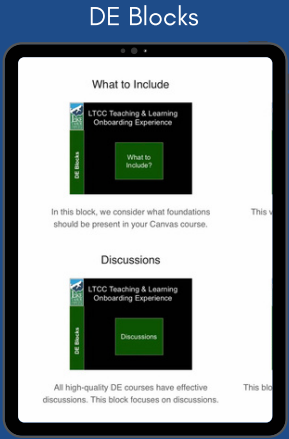 DE Blocks
What to Include
LTCC Teaching & Learning
Onboarding Experience
DE Blocks
What to
Include?
In this block, we consider what foundations
should be present in your Canvas course.
This
Discussions
LTCC Teaching & Learning
Onboarding Experience
DE Blocks
Discussions
All high-quality DE courses have effective
discussions. This block focuses on discussions.
This